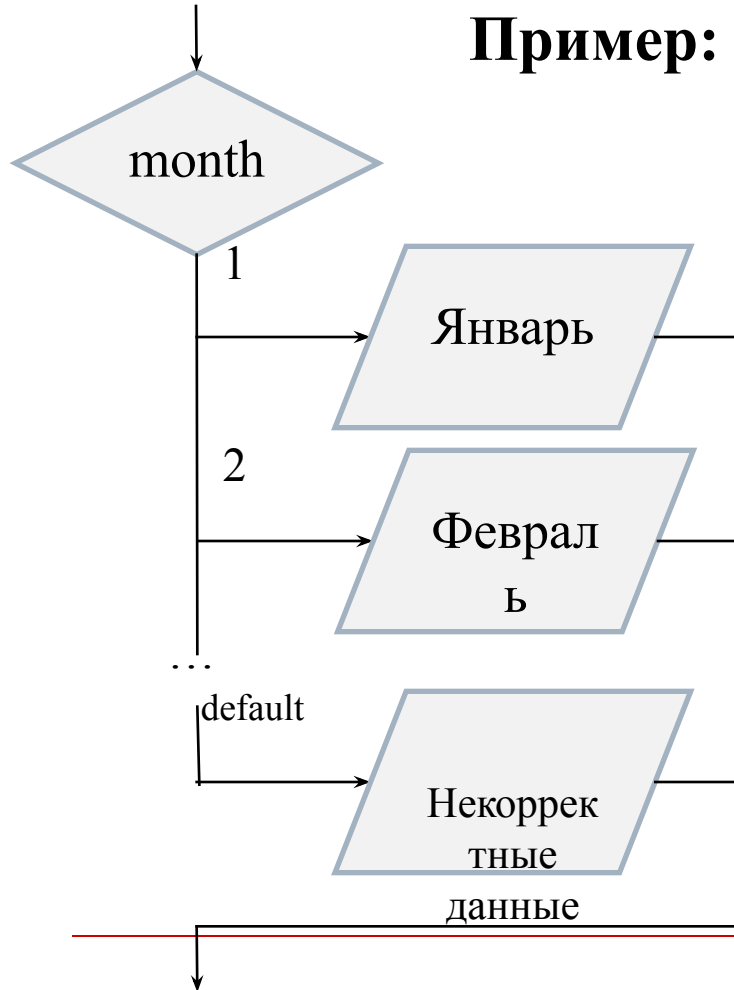 Пример:
month
1
Январь
2
Феврал
ь
...
default
Некоррек
тные
данные